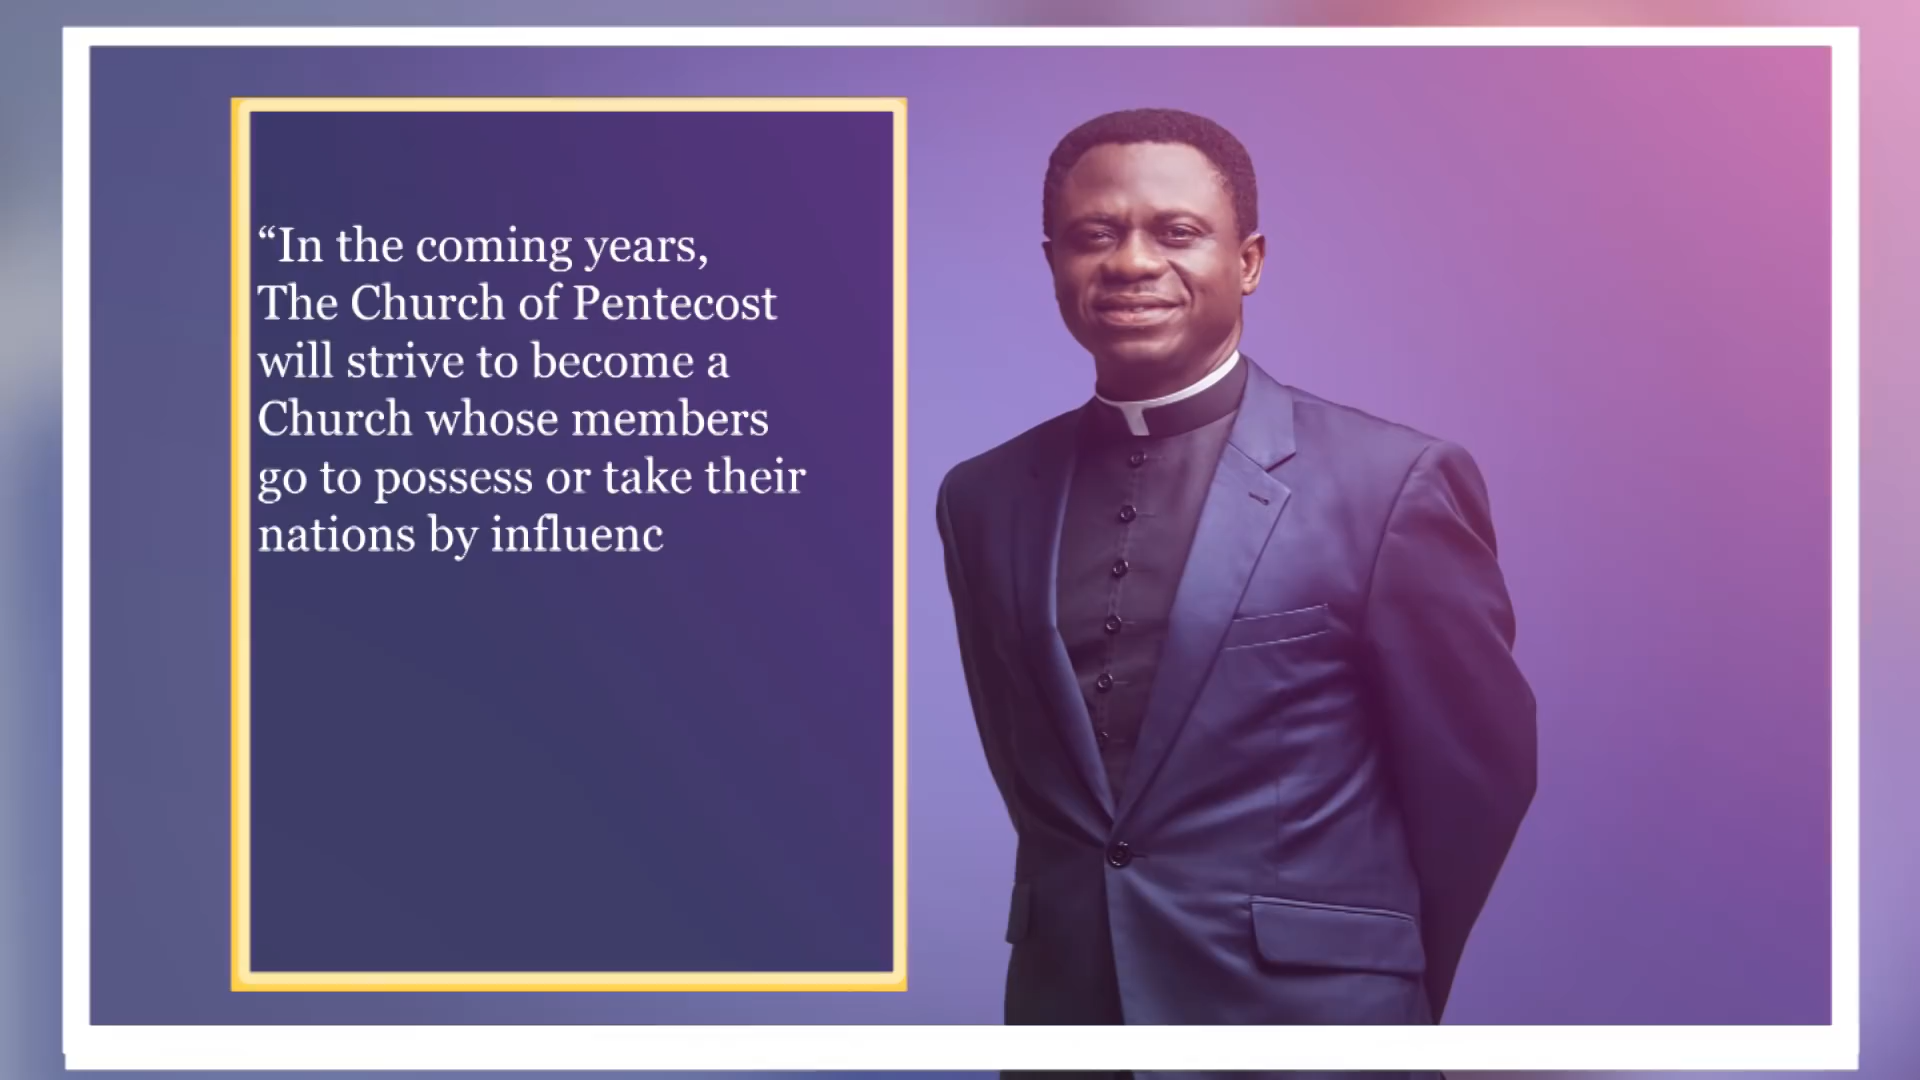 “In the coming years,
The Church of Pentecost
will strive to become a
Church whose members
go to possess or take their
nations by influenc